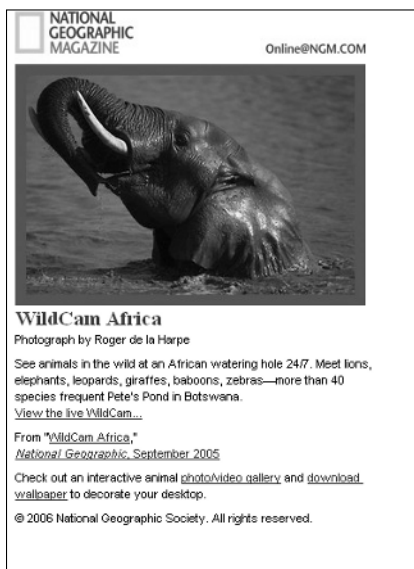 NATIONAL
GEOGRAPHIC
MAGAZINE
Online@NGM.COM
WildCam Africa
Photograph by Roger de la Harpe
See animals in the wild at an African watering hole 24/7. Meet lions,
elephants, leopards, giraffes, baboons, zebras—more than 40
species frequent Pete's Pond in Botswana.
View the live WildCam...
From "WildCam Africa,"
National Geographic, September 2005
Check out an interactive animal photo/video gallery and download
wallpaper to decorate your desktop.
© 2006 National Geographic Society. All rights reserved.